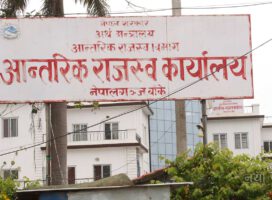 नेपाल सरकार
अर्थ मन्त्रालय
आन्तरिक राजस्व विभाग
आन्तरिक राजस्व कार्यालय
नेपालगञ्ज बाँके